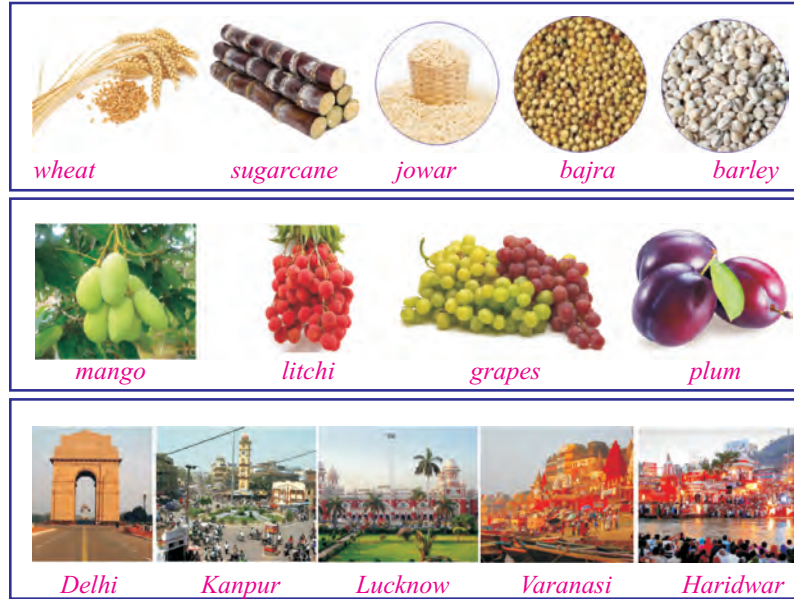 wheat sugarcane jowar bajra barley
mango litchi grapes plum
Delhi Kanpur Lucknow Varanasi Haridwar